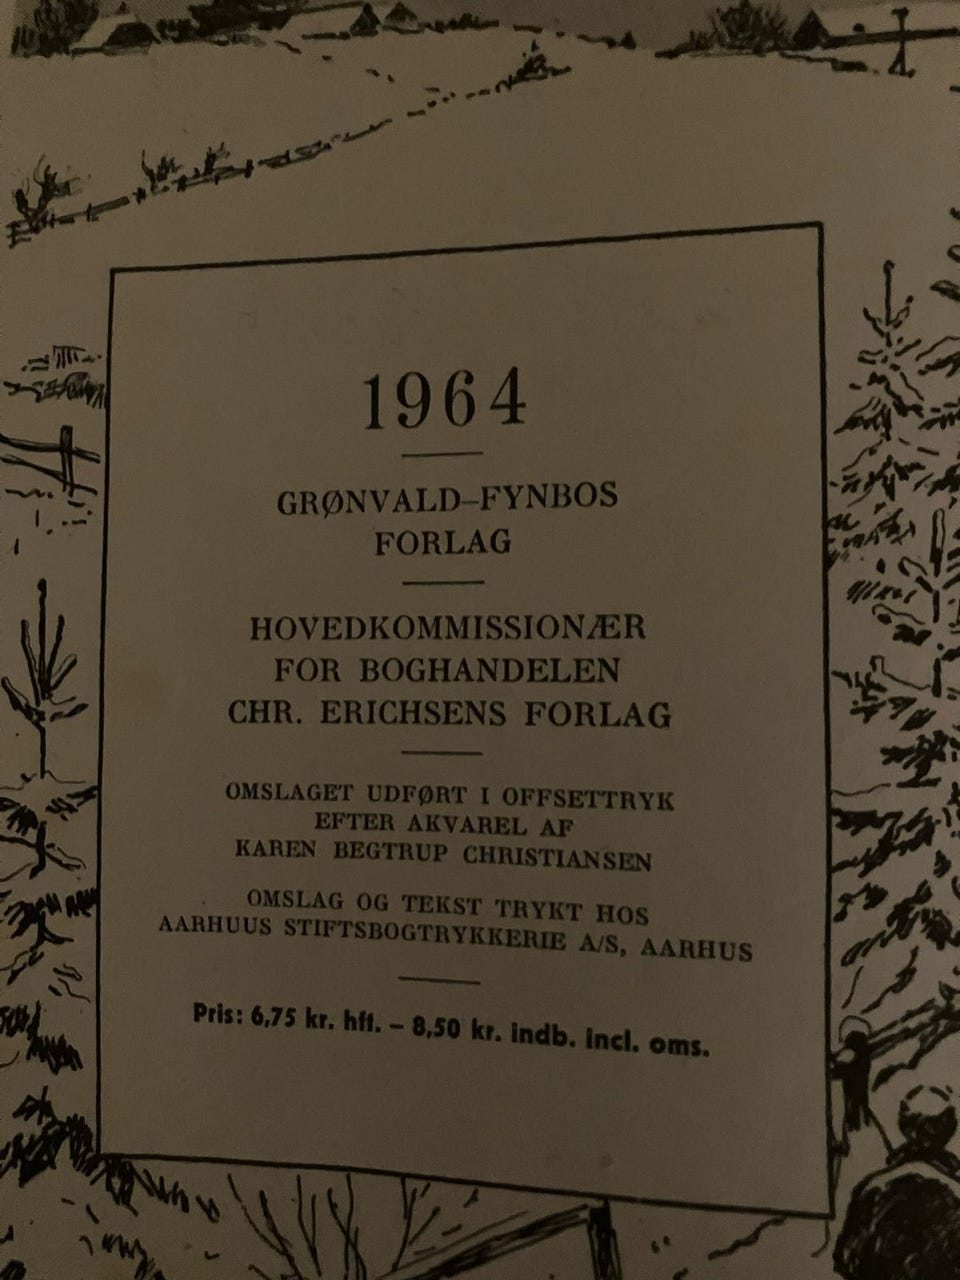 1964
GRØNVALD–FYNBOS
FORLAG
HOVEDKOMMISSIONÆR
FOR BOGHANDELEN
CHR. ERICHSENS FORLAG
OMSLAGET UDFØRT I OFFSETTRYK
EFTER AKVAREL AF
KAREN BEGTRUP CHRISTIANSEN
OMSLAG OG TEKST TRYKT HOS
AARHUUS STIFTSBOGTRYKKERIE A/S, AARHUS
Pris: 6,75 kr. hft. – 8,50 kr. indb. incl. oms.